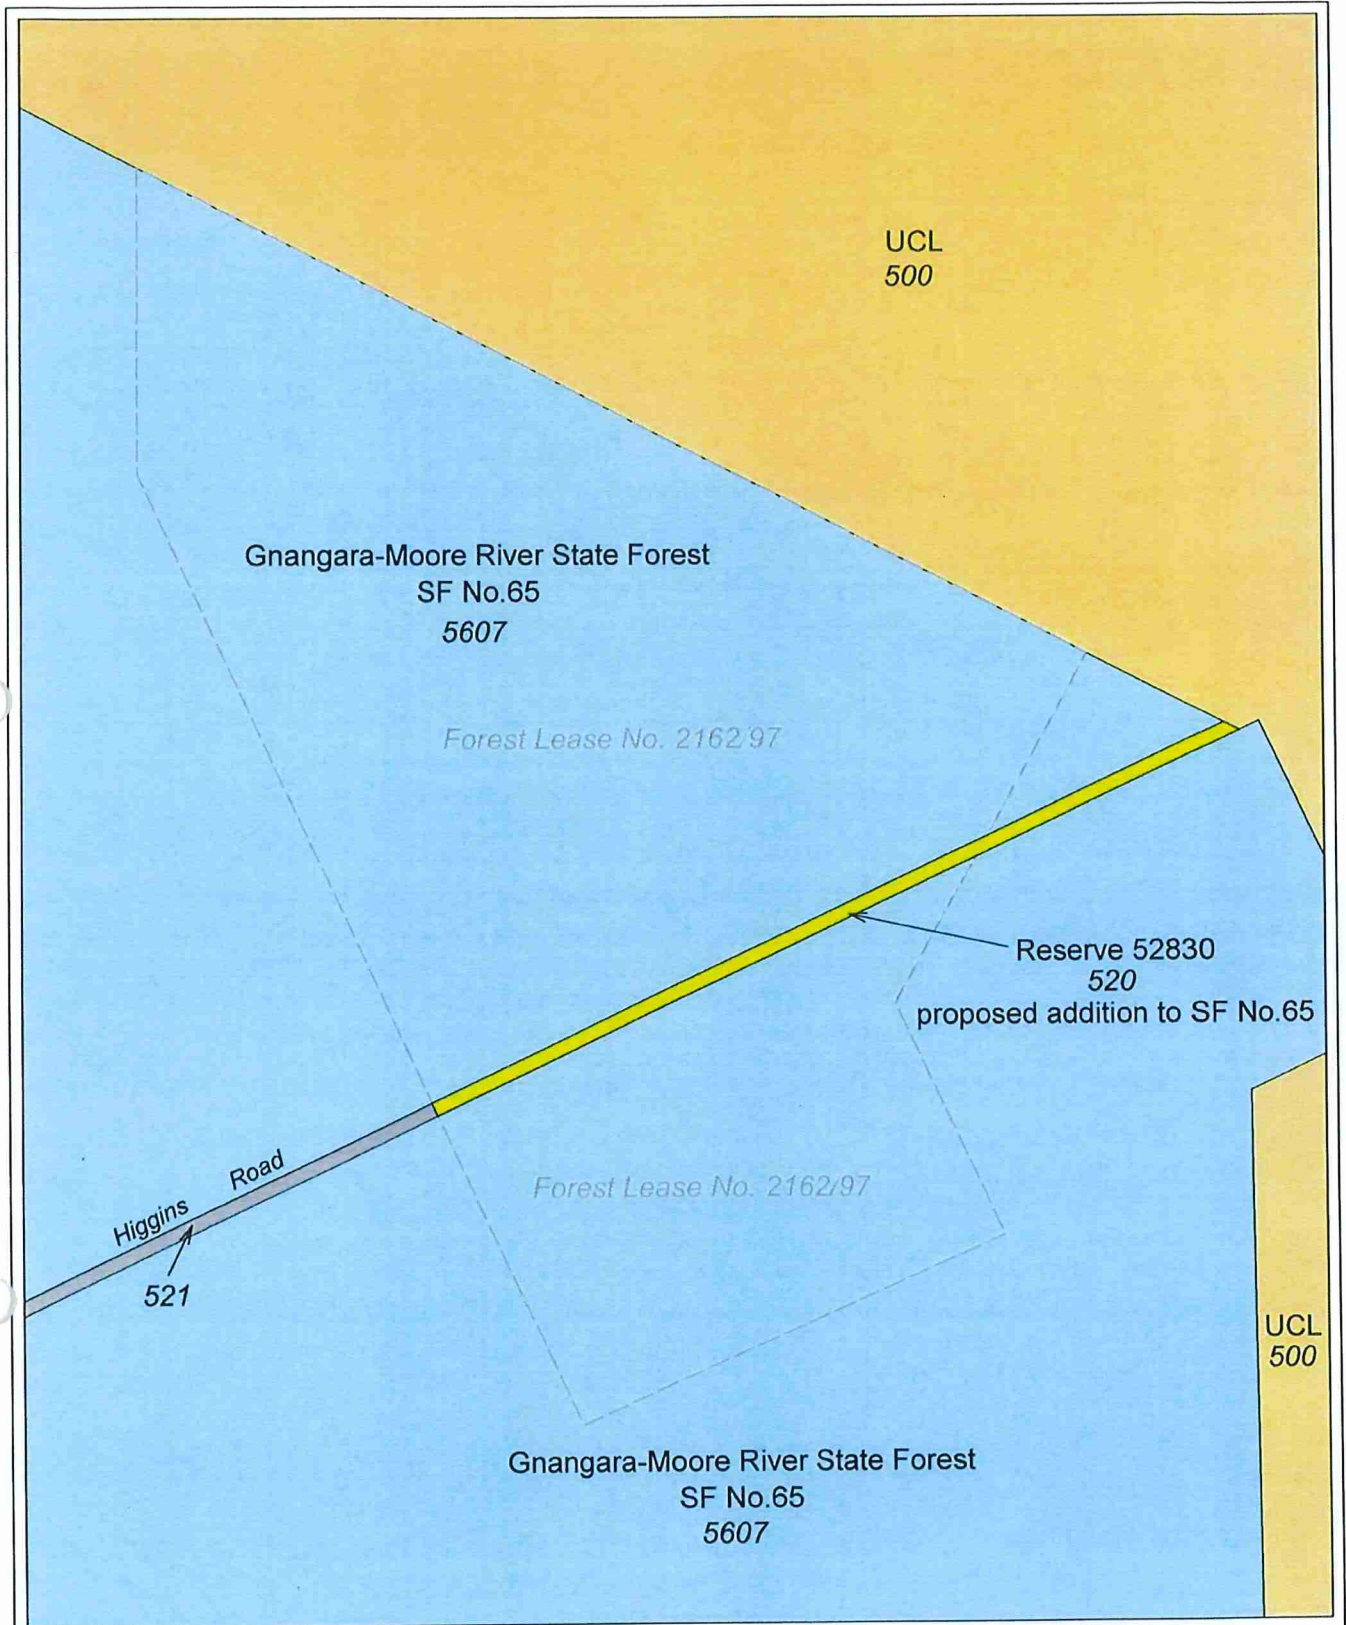 UCL
500
Gnangara-Moore River State Forest
SF No.65
5607
Forest Lease No. 2162/97
Reserve 52830
520
proposed addition to SF No.65
Higgins Road
521
Forest Lease No. 2162/97
UCL
500
Gnangara-Moore River State Forest
SF No.65
5607